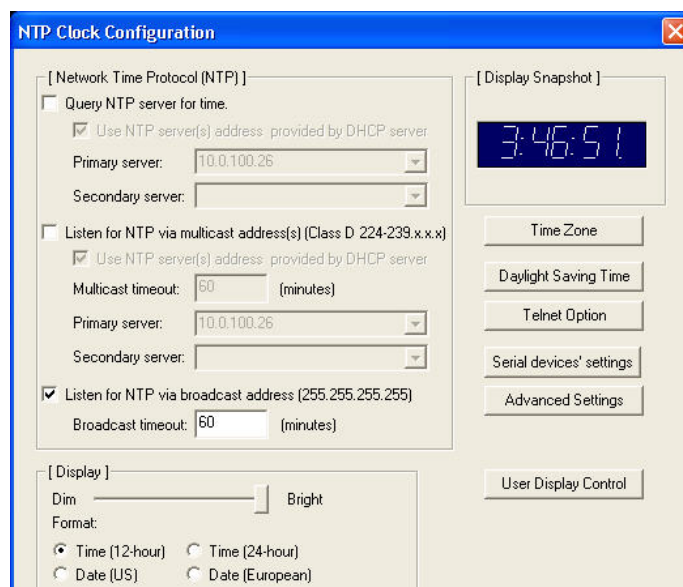 NTP Clock Configuration
[ Network Time Protocol (NTP) ]
Query NTP server for time.
Use NTP server(s) address provided by DHCP server
Primary server: 10.0.100.26
Secondary server:
Listen for NTP via multicast address(s) (Class D 224-239.x.x.x)
Use NTP server(s) address provided by DHCP server
Multicast timeout: 60 (minutes)
Primary server: 10.0.100.26
Secondary server:
Listen for NTP via broadcast address (255.255.255.255)
Broadcast timeout: 60 (minutes)
[ Display Snapshot ]
3:46:51.
Time Zone
Daylight Saving Time
Telnet Option
Serial devices' settings
Advanced Settings
User Display Control
[ Display ]
Dim Bright
Format:
Time (12-hour) Time (24-hour)
Date (US) Date (European)